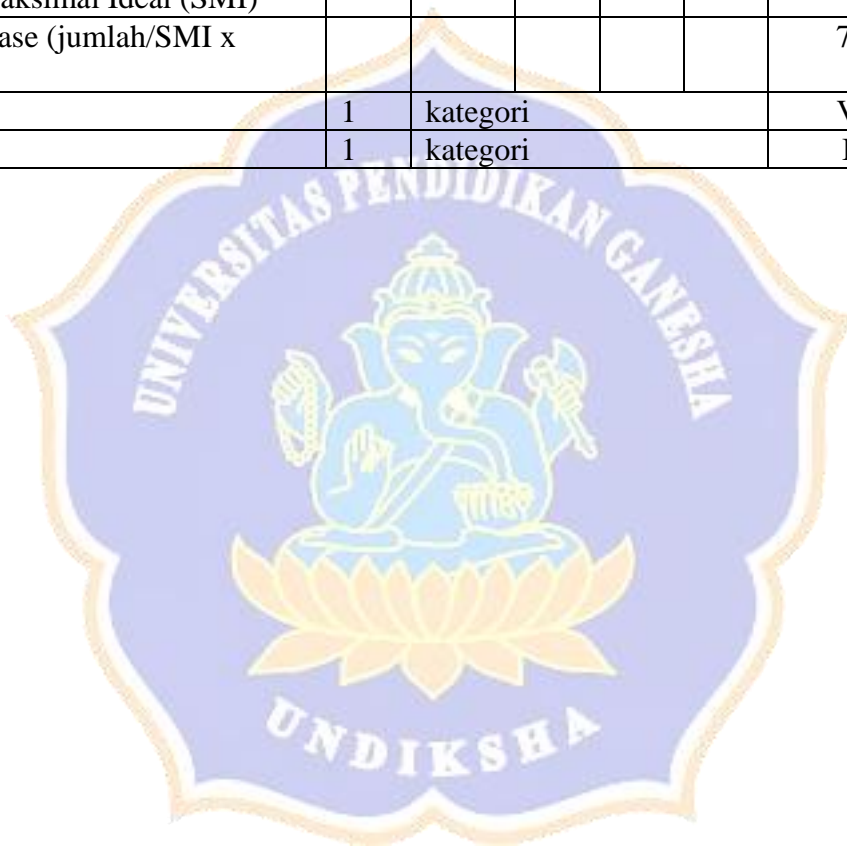 aksimal Ideal (SMI)
ase (jumlah/SMI x 7
1 kategori V
1 kategori I
UNIVERSITAS PENDIDIKAN GANESHA
UNDIKSHA